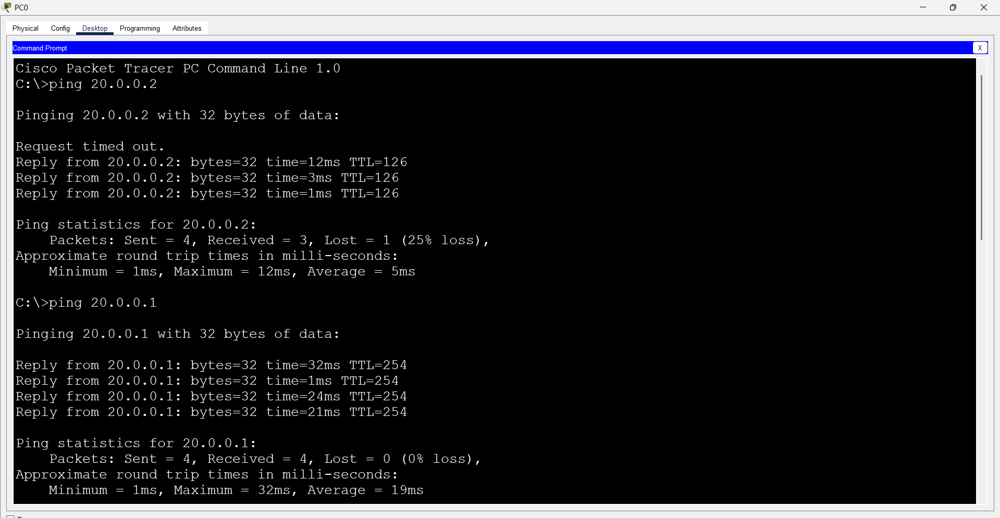 PC0
Physical Config Desktop Programming Attributes
Command Prompt
X
Cisco Packet Tracer PC Command Line 1.0
C:\>ping 20.0.0.2
Pinging 20.0.0.2 with 32 bytes of data:
Request timed out.
Reply from 20.0.0.2: bytes=32 time=12ms TTL=126
Reply from 20.0.0.2: bytes=32 time=3ms TTL=126
Reply from 20.0.0.2: bytes=32 time=1ms TTL=126
Ping statistics for 20.0.0.2:
    Packets: Sent = 4, Received = 3, Lost = 1 (25% loss),
Approximate round trip times in milli-seconds:
    Minimum = 1ms, Maximum = 12ms, Average = 5ms
C:\>ping 20.0.0.1
Pinging 20.0.0.1 with 32 bytes of data:
Reply from 20.0.0.1: bytes=32 time=32ms TTL=254
Reply from 20.0.0.1: bytes=32 time=1ms TTL=254
Reply from 20.0.0.1: bytes=32 time=24ms TTL=254
Reply from 20.0.0.1: bytes=32 time=21ms TTL=254
Ping statistics for 20.0.0.1:
    Packets: Sent = 4, Received = 4, Lost = 0 (0% loss),
Approximate round trip times in milli-seconds:
    Minimum = 1ms, Maximum = 32ms, Average = 19ms